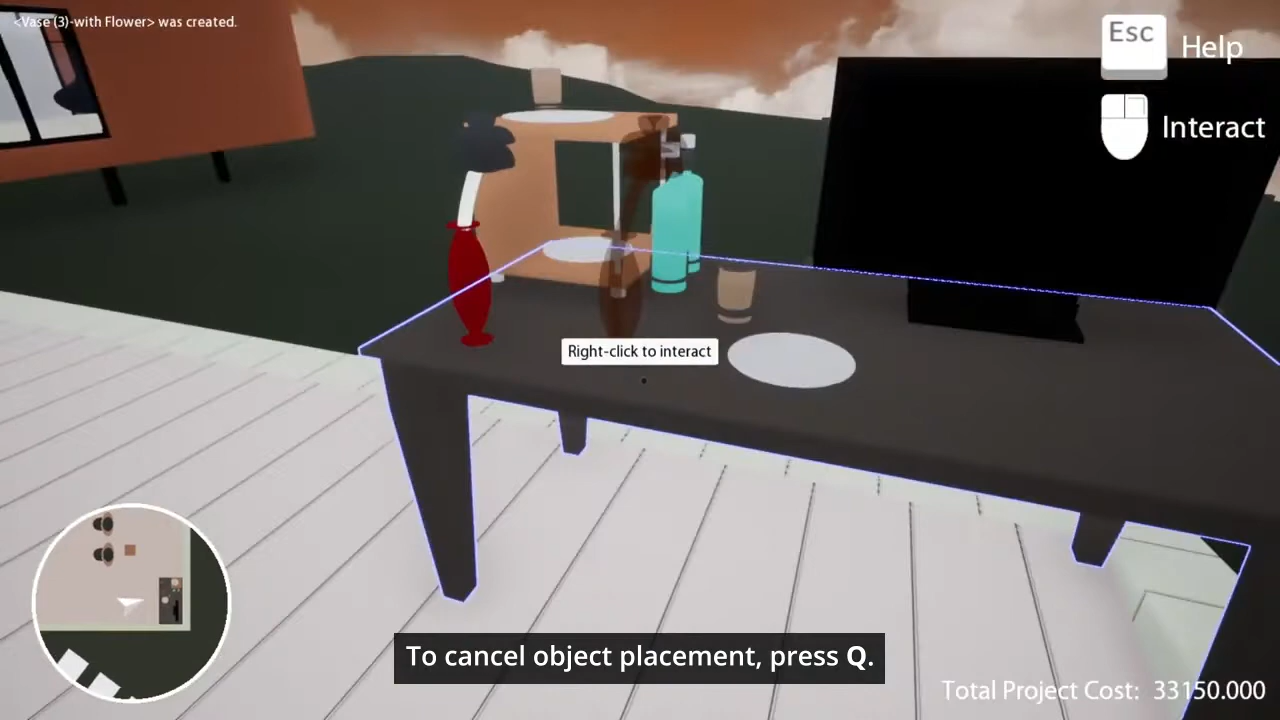 <Vase (3)-with Flower> was created.
Esc
Help
Interact
Right-click to interact
To cancel object placement, press Q.
Total Project Cost: 33150.000